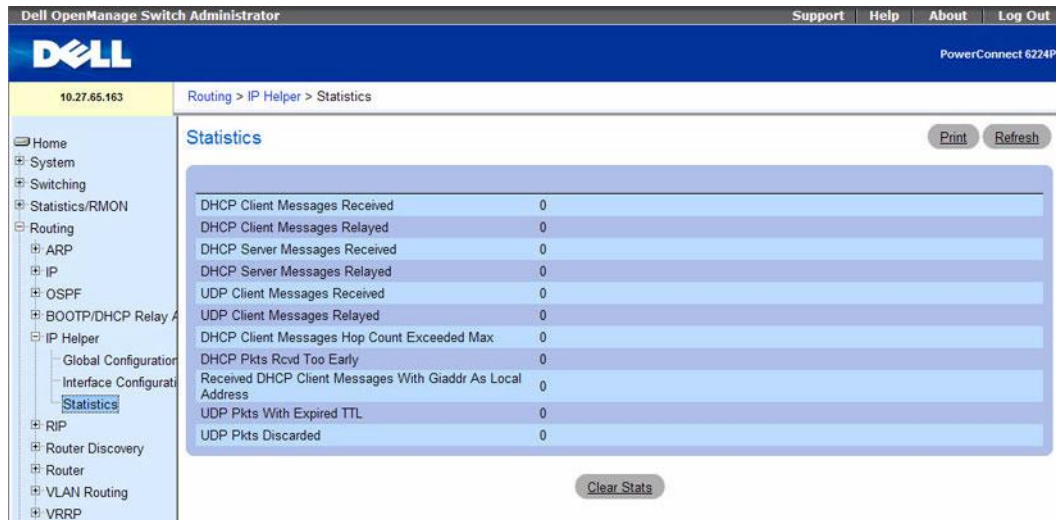 Dell OpenManage Switch Administrator
Support Help About Log Out
DELL
PowerConnect 6224P
10.27.65.163
Routing > IP Helper > Statistics
Home
System
Switching
Statistics/RMON
Routing
ARP
IP
OSPF
BOOTP/DHCP Relay A
IP Helper
Global Configuration
Interface Configurati
Statistics
RIP
Router Discovery
Router
VLAN Routing
VRRP
Statistics
Print Refresh
DHCP Client Messages Received 0
DHCP Client Messages Relayed 0
DHCP Server Messages Received 0
DHCP Server Messages Relayed 0
UDP Client Messages Received 0
UDP Client Messages Relayed 0
DHCP Client Messages Hop Count Exceeded Max 0
DHCP Pkts Rcvd Too Early 0
Received DHCP Client Messages With Giaddr As Local
Address 0
UDP Pkts With Expired TTL 0
UDP Pkts Discarded 0
Clear Stats